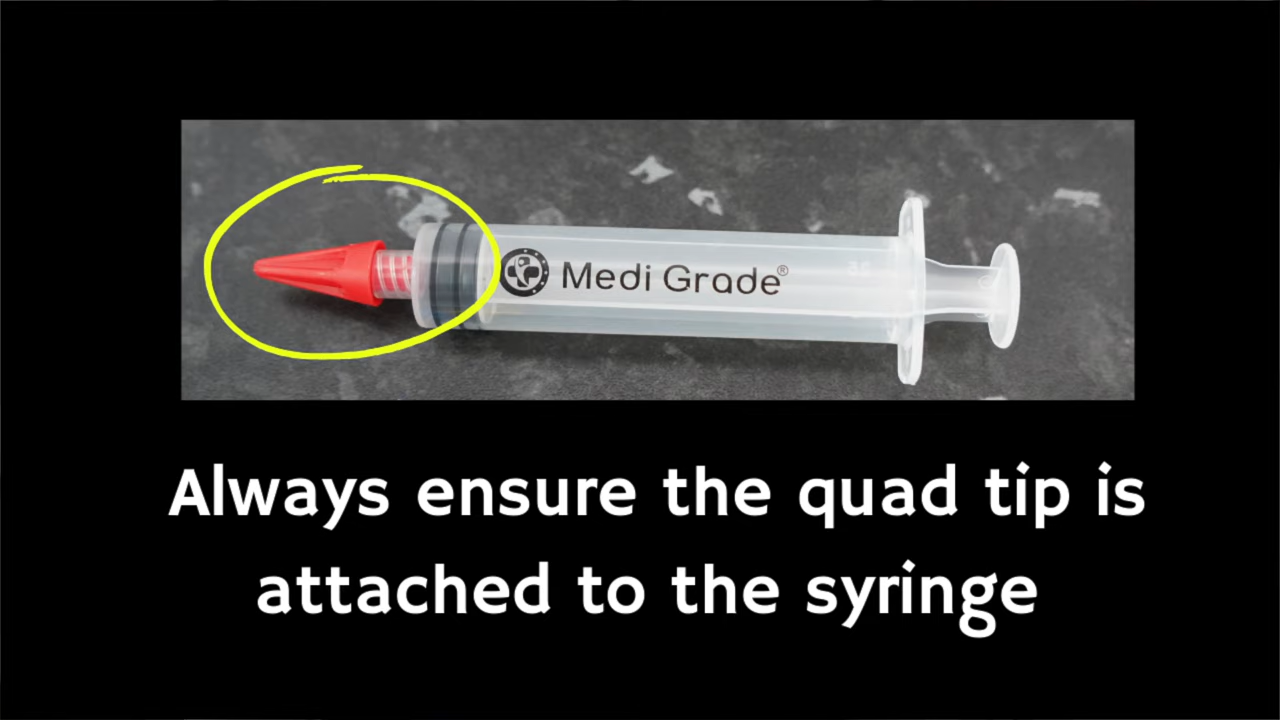 Medi Grade®
Always ensure the quad tip is
attached to the syringe